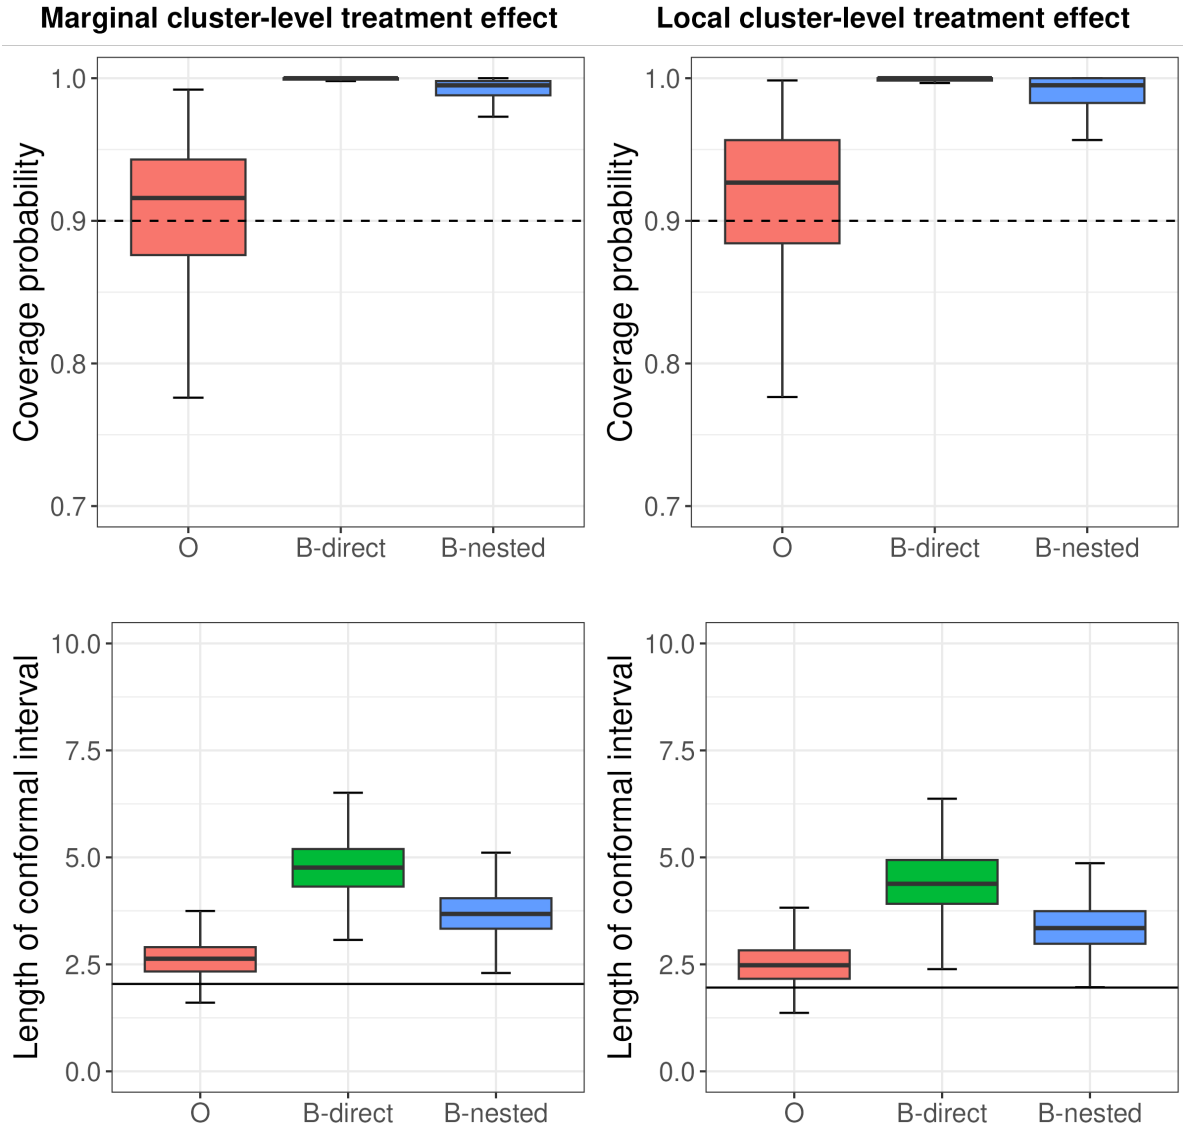 Marginal cluster-level treatment effect
Local cluster-level treatment effect
Coverage probability
1.0
0.9
0.8
0.7
O B-direct B-nested
Coverage probability
1.0
0.9
0.8
0.7
O B-direct B-nested
Length of conformal interval
10.0
7.5
5.0
2.5
0.0
O B-direct B-nested
Length of conformal interval
10.0
7.5
5.0
2.5
0.0
O B-direct B-nested